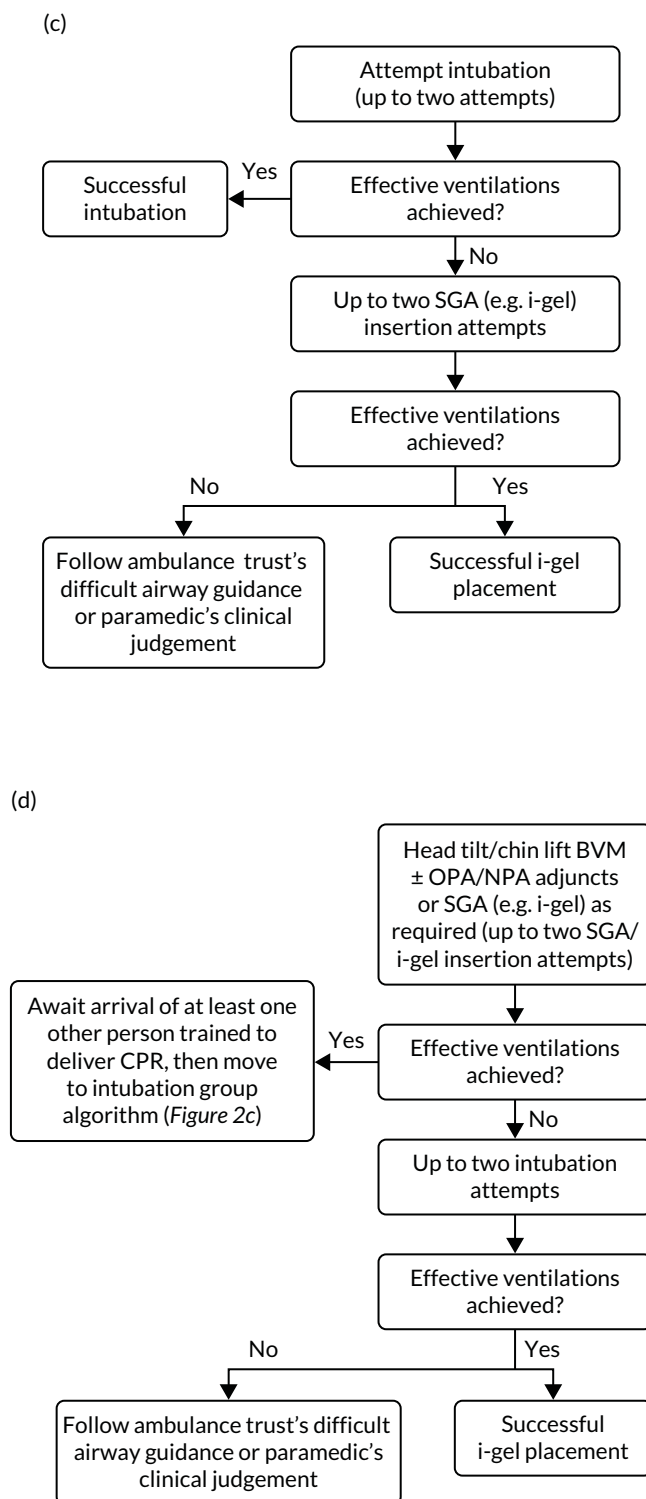 (c)
Attempt intubation
(up to two attempts)
Yes
Successful
intubation
Effective ventilations
achieved?
No
Up to two SGA (e.g. i-gel)
insertion attempts
Effective ventilations
achieved?
No
Yes
Follow ambulance trust's
difficult airway guidance
or paramedic's clinical
judgement
Successful i-gel
placement
(d)
Head tilt/chin lift BVM
± OPA/NPA adjuncts
or SGA (e.g. i-gel) as
required (up to two SGA/
i-gel insertion attempts)
Await arrival of at least one
other person trained to
deliver CPR, then move
to intubation group
algorithm (Figure 2c)
Yes
Effective ventilations
achieved?
No
Up to two intubation
attempts
Effective ventilations
achieved?
No
Yes
Follow ambulance trust's difficult
airway guidance or paramedic's
clinical judgement
Successful
i-gel placement